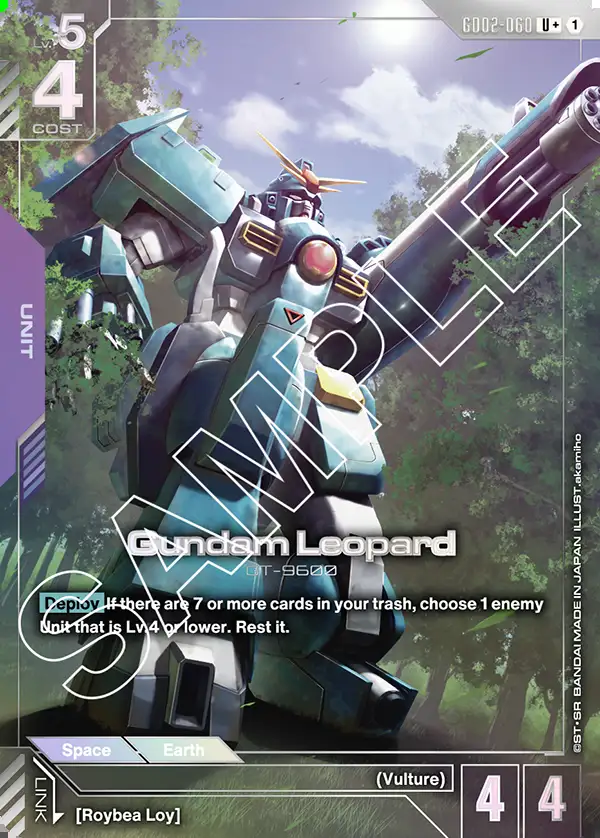 Lv. 5
4
COST
GD02-060 U+ 1
UNIT
SAMPLE
Gundam Leopard
GT-9600
Deploy If there are 7 or more cards in your trash, choose 1 enemy
Unit that is Lv.4 or lower. Rest it.
©ST・SR BANDAI MADE IN JAPAN ILLUST.akamiho
Space Earth
LINK
(Vulture)
[Roybea Loy]
4 4